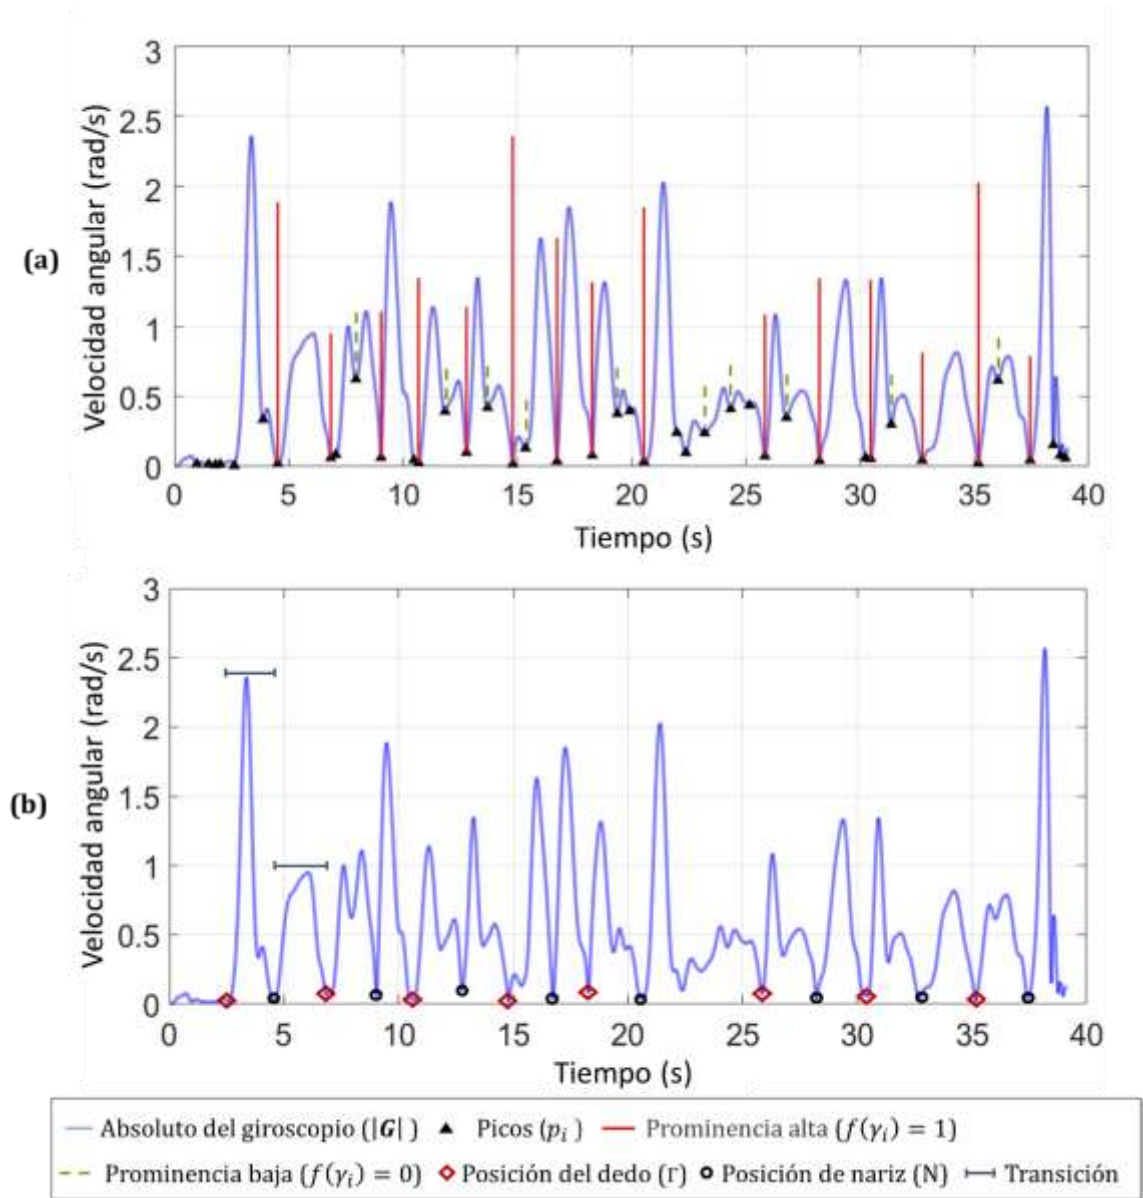 (a)
Velocidad angular (rad/s)
3
2.5
2
1.5
1
0.5
0
0 5 10 15 20 25 30 35 40
Tiempo (s)
(b)
Velocidad angular (rad/s)
3
2.5
2
1.5
1
0.5
0
0 5 10 15 20 25 30 35 40
Tiempo (s)
Absoluto del giroscopio (|G|) Picos (pᵢ) Prominencia alta (f(γᵢ) = 1)
Prominencia baja (f(γᵢ) = 0) Posición del dedo (Γ) Posición de nariz (N) Transición